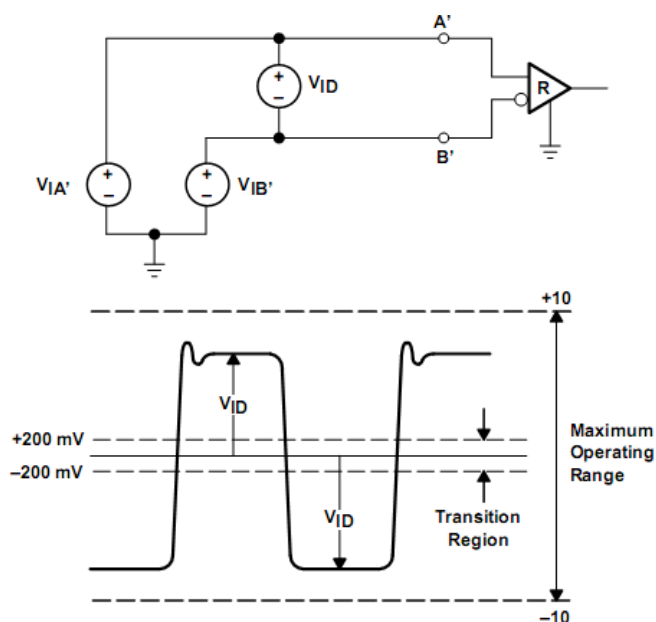 A'
+
−
VID
R
B'
VIA'
+
−
+
−
VIB'
+10
VID
+200 mV
−200 mV
Maximum
Operating
Range
VID
Transition
Region
−10